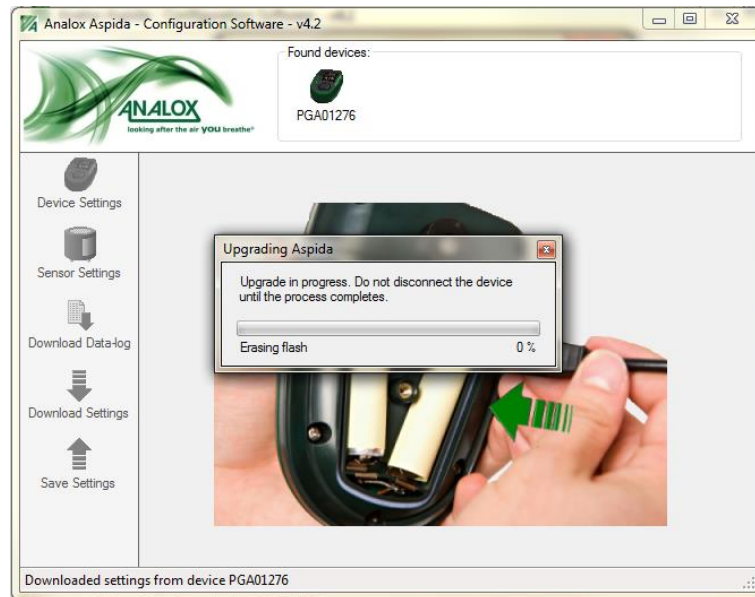 Analox Aspida - Configuration Software - v4.2
Found devices:
PGA01276
ANALOX
looking after the air YOU breathe®
Device Settings
Sensor Settings
Download Data-log
Download Settings
Save Settings
Upgrading Aspida
Upgrade in progress. Do not disconnect the device
until the process completes.
Erasing flash 0 %
Downloaded settings from device PGA01276